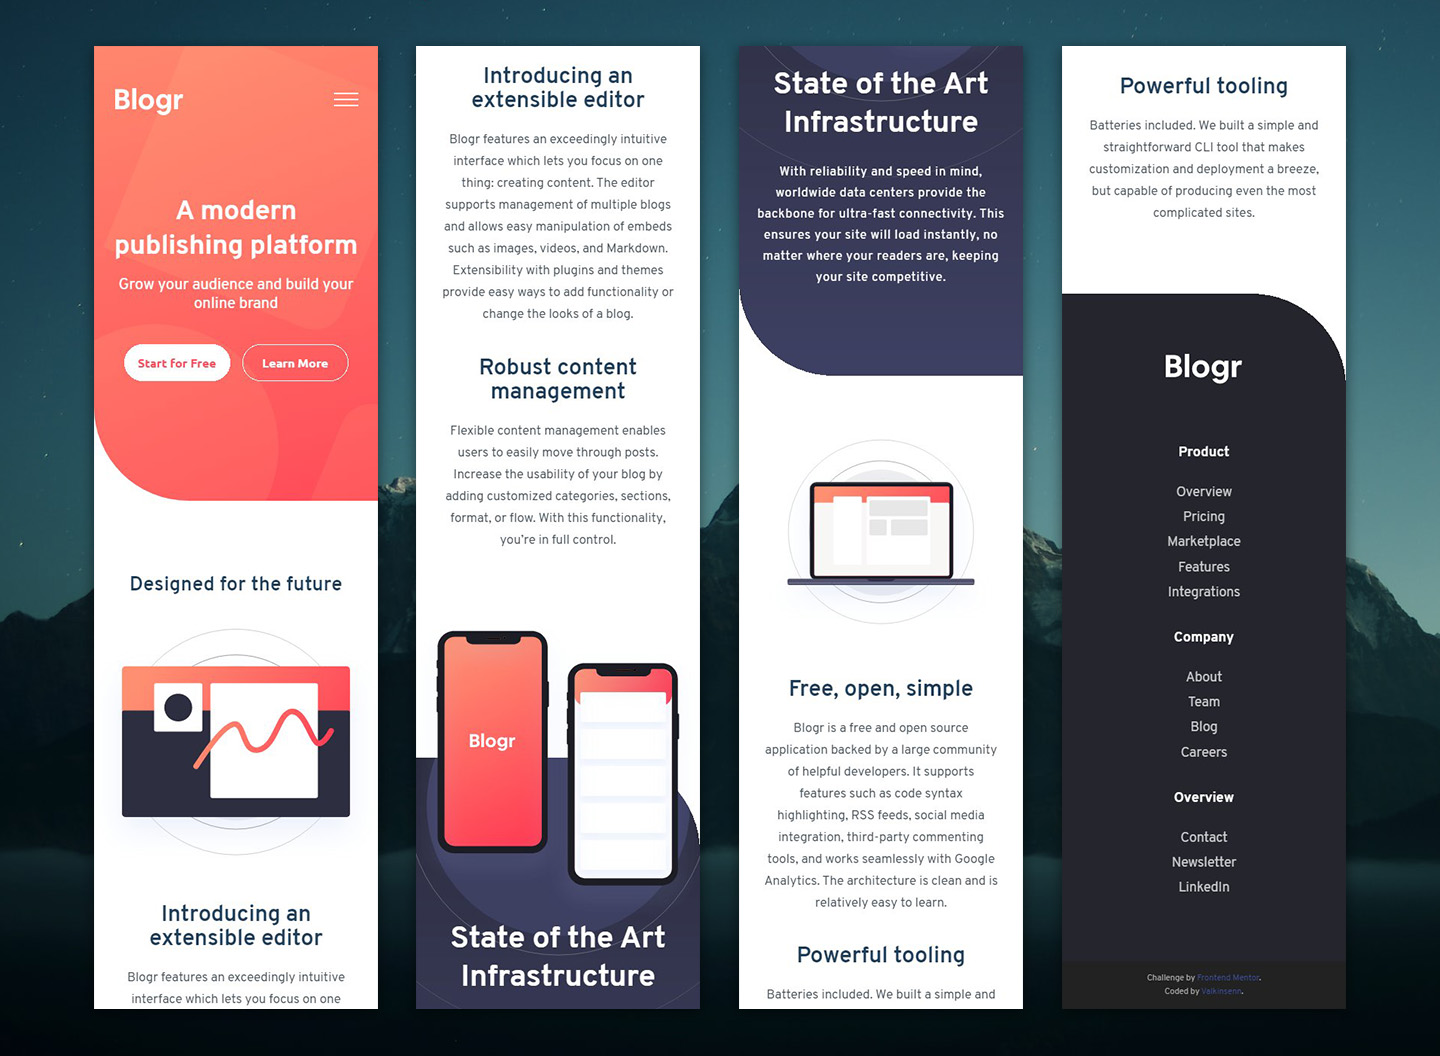 Blogr
A modern
publishing platform
Grow your audience and build your
online brand
Start for Free
Learn More
Designed for the future
Introducing an
extensible editor
Blogr features an exceedingly intuitive
interface which lets you focus on one
Introducing an
extensible editor
Blogr features an exceedingly intuitive
interface which lets you focus on one
thing: creating content. The editor
supports management of multiple blogs
and allows easy manipulation of embeds
such as images, videos, and Markdown.
Extensibility with plugins and themes
provide easy ways to add functionality or
change the looks of a blog.
Robust content
management
Flexible content management enables
users to easily move through posts.
Increase the usability of your blog by
adding customized categories, sections,
format, or flow. With this functionality,
you’re in full control.
Blogr
State of the Art
Infrastructure
State of the Art
Infrastructure
With reliability and speed in mind,
worldwide data centers provide the
backbone for ultra-fast connectivity. This
ensures your site will load instantly, no
matter where your readers are, keeping
your site competitive.
Free, open, simple
Blogr is a free and open source
application backed by a large community
of helpful developers. It supports
features such as code syntax
highlighting, RSS feeds, social media
integration, third-party commenting
tools, and works seamlessly with Google
Analytics. The architecture is clean and is
relatively easy to learn.
Powerful tooling
Batteries included. We built a simple and
Powerful tooling
Batteries included. We built a simple and
straightforward CLI tool that makes
customization and deployment a breeze,
but capable of producing even the most
complicated sites.
Blogr
Product
Overview
Pricing
Marketplace
Features
Integrations
Company
About
Team
Blog
Careers
Overview
Contact
Newsletter
LinkedIn
Challenge by Frontend Mentor.
Coded by Valkinsenn.